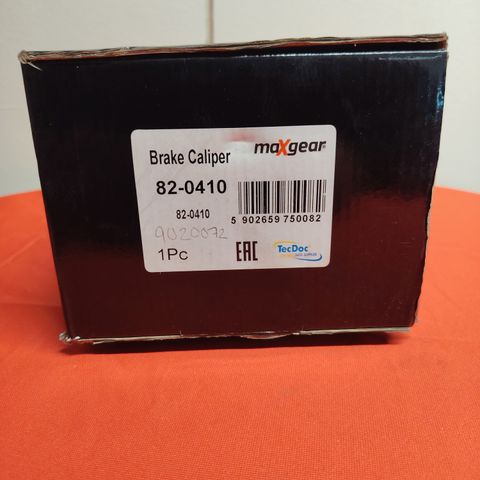 Brake Caliper
maXgear
82-0410
82-0410
5 902659 750082
9020072
1Pc
EAC
TecDoc